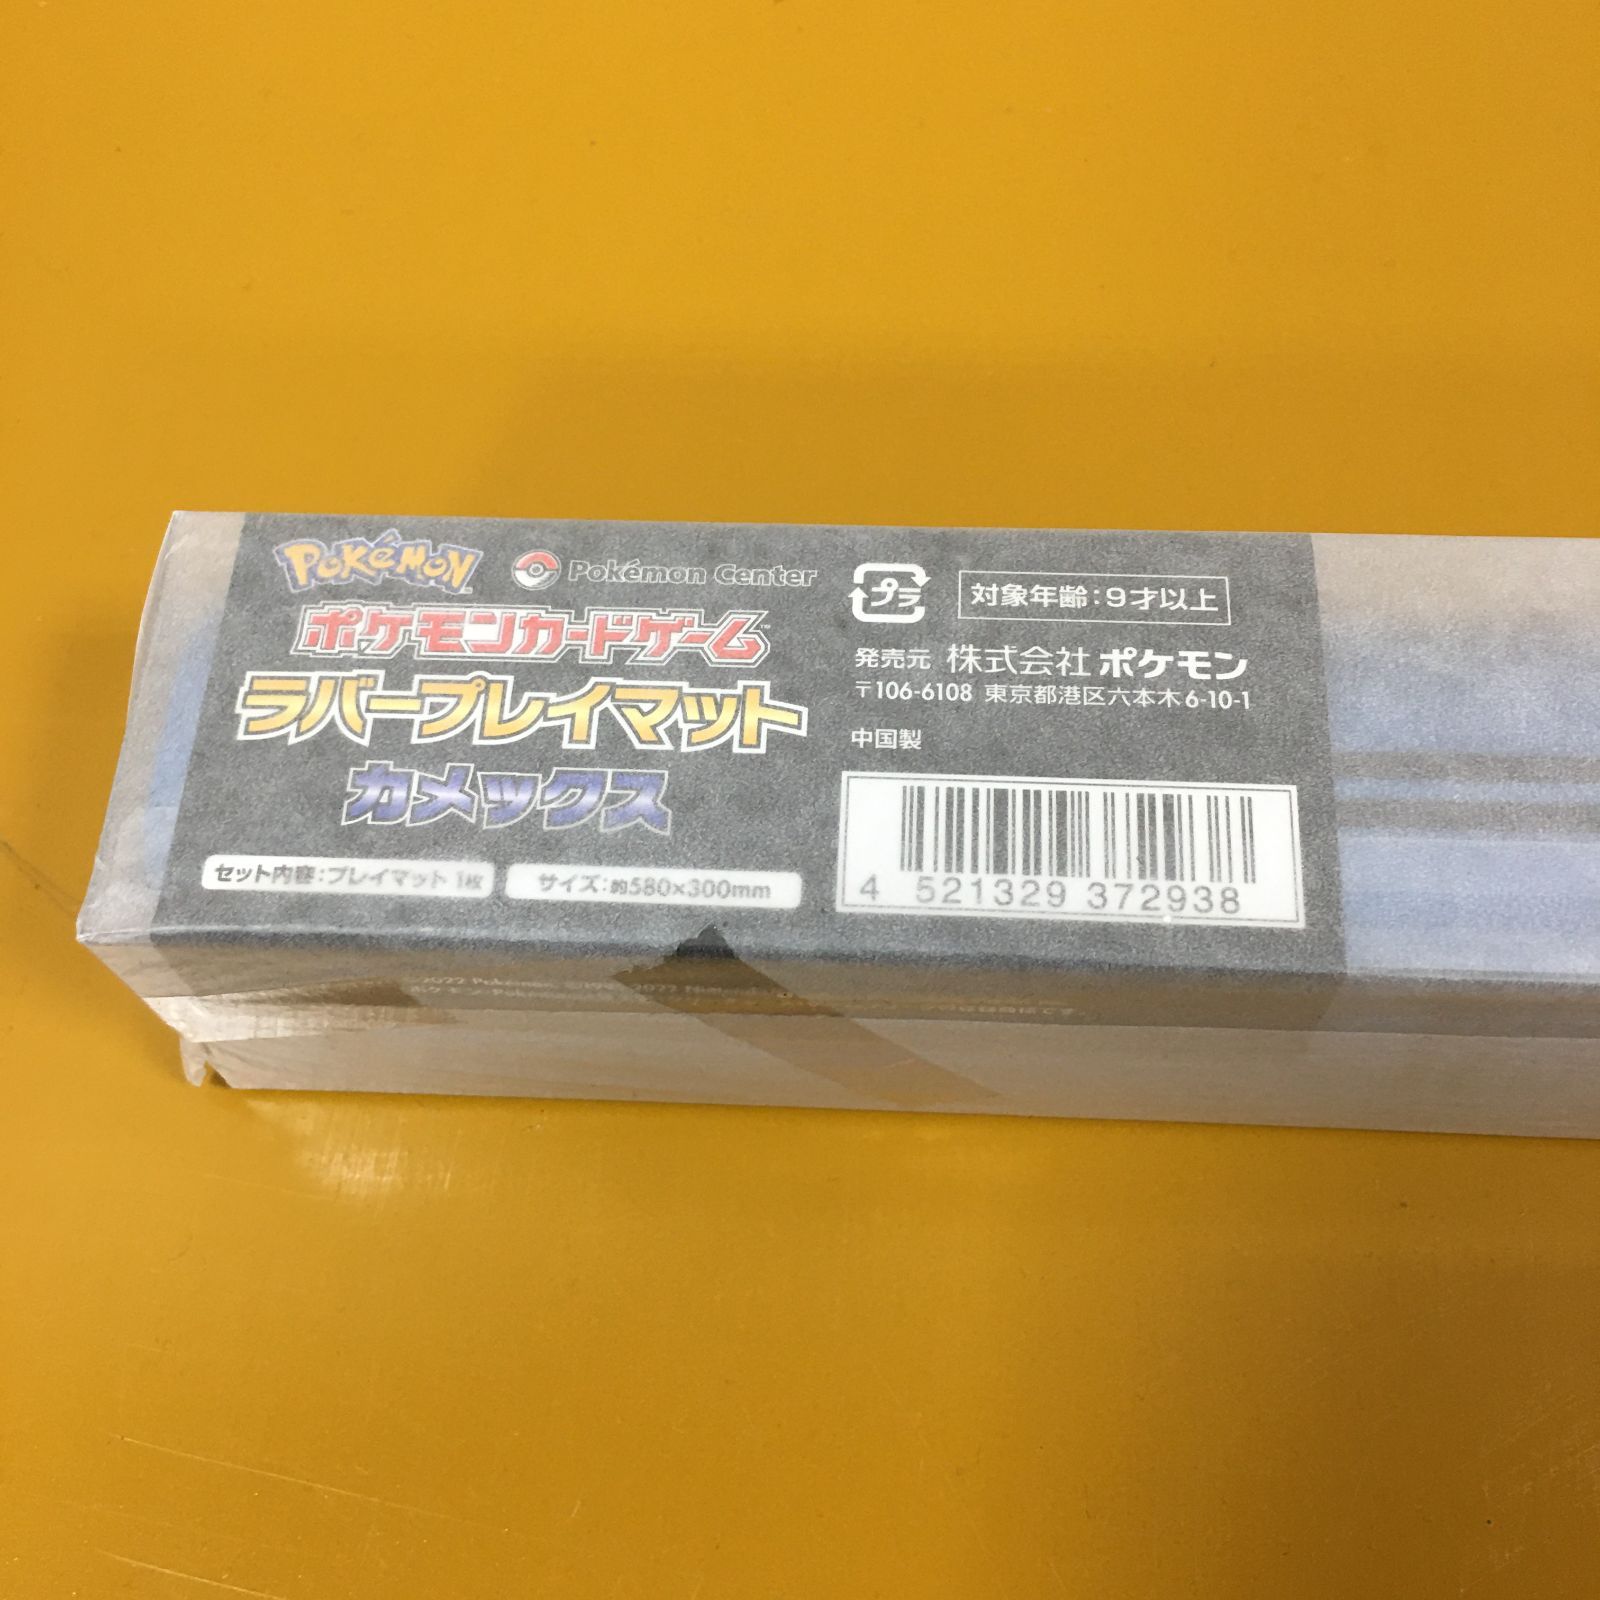 POKéMON
Pokémon Center
ポケモンカードゲーム™
ラバープレイマット
カメックス
セット内容：プレイマット 1枚
サイズ：約580×300mm
プラ
対象年齢：9才以上
発売元 株式会社ポケモン
〒106-6108 東京都港区六本木6-10-1
中国製
4 521329 372938
2022 Pokémon.